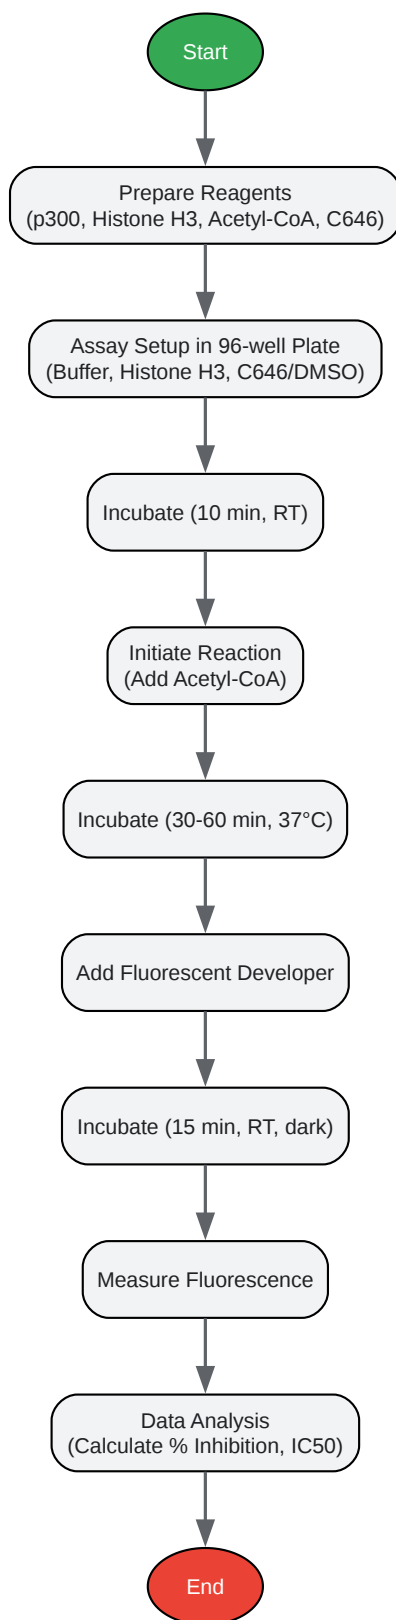 Start
Prepare Reagents
(p300, Histone H3, Acetyl-CoA, C646)
Assay Setup in 96-well Plate
(Buffer, Histone H3, C646/DMSO)
Incubate (10 min, RT)
Initiate Reaction
(Add Acetyl-CoA)
Incubate (30-60 min, 37°C)
Add Fluorescent Developer
Incubate (15 min, RT, dark)
Measure Fluorescence
Data Analysis
(Calculate % Inhibition, IC50)
End